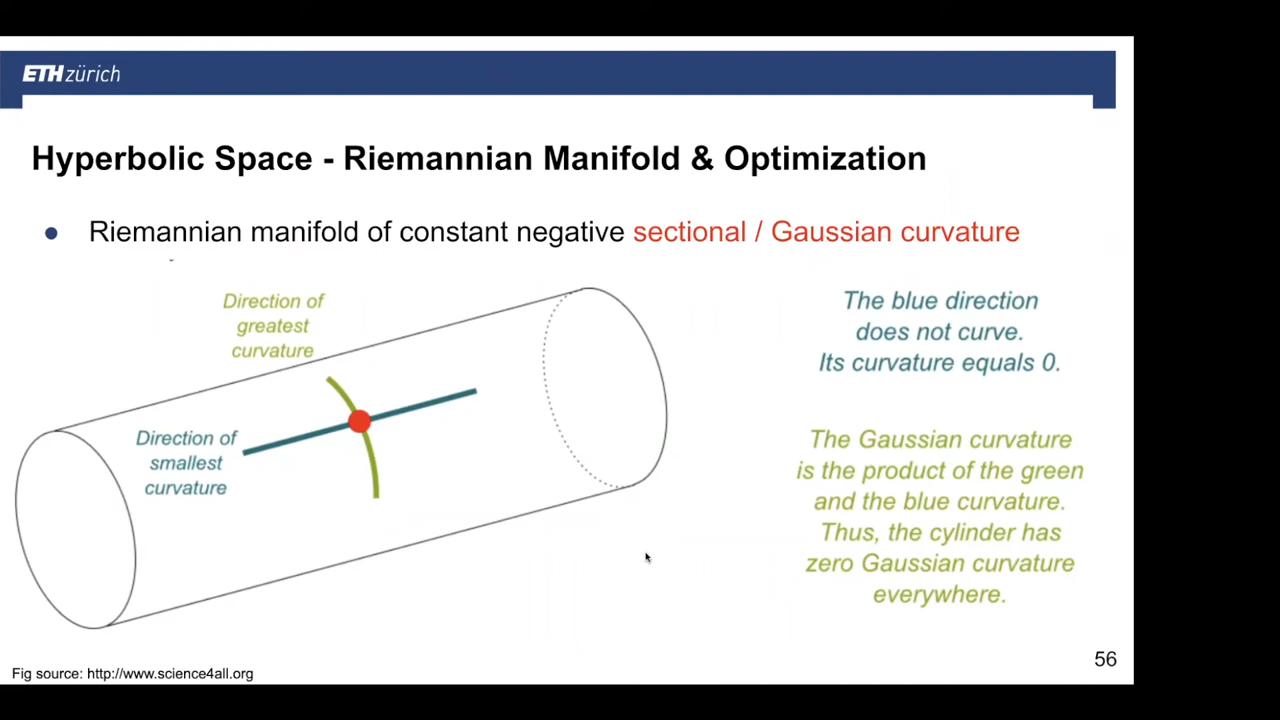 ETH zürich
Hyperbolic Space - Riemannian Manifold & Optimization
● Riemannian manifold of constant negative sectional / Gaussian curvature
Direction of
greatest
curvature
Direction of
smallest
curvature
The blue direction
does not curve.
Its curvature equals 0.
The Gaussian curvature
is the product of the green
and the blue curvature.
Thus, the cylinder has
zero Gaussian curvature
everywhere.
56
Fig source: http://www.science4all.org